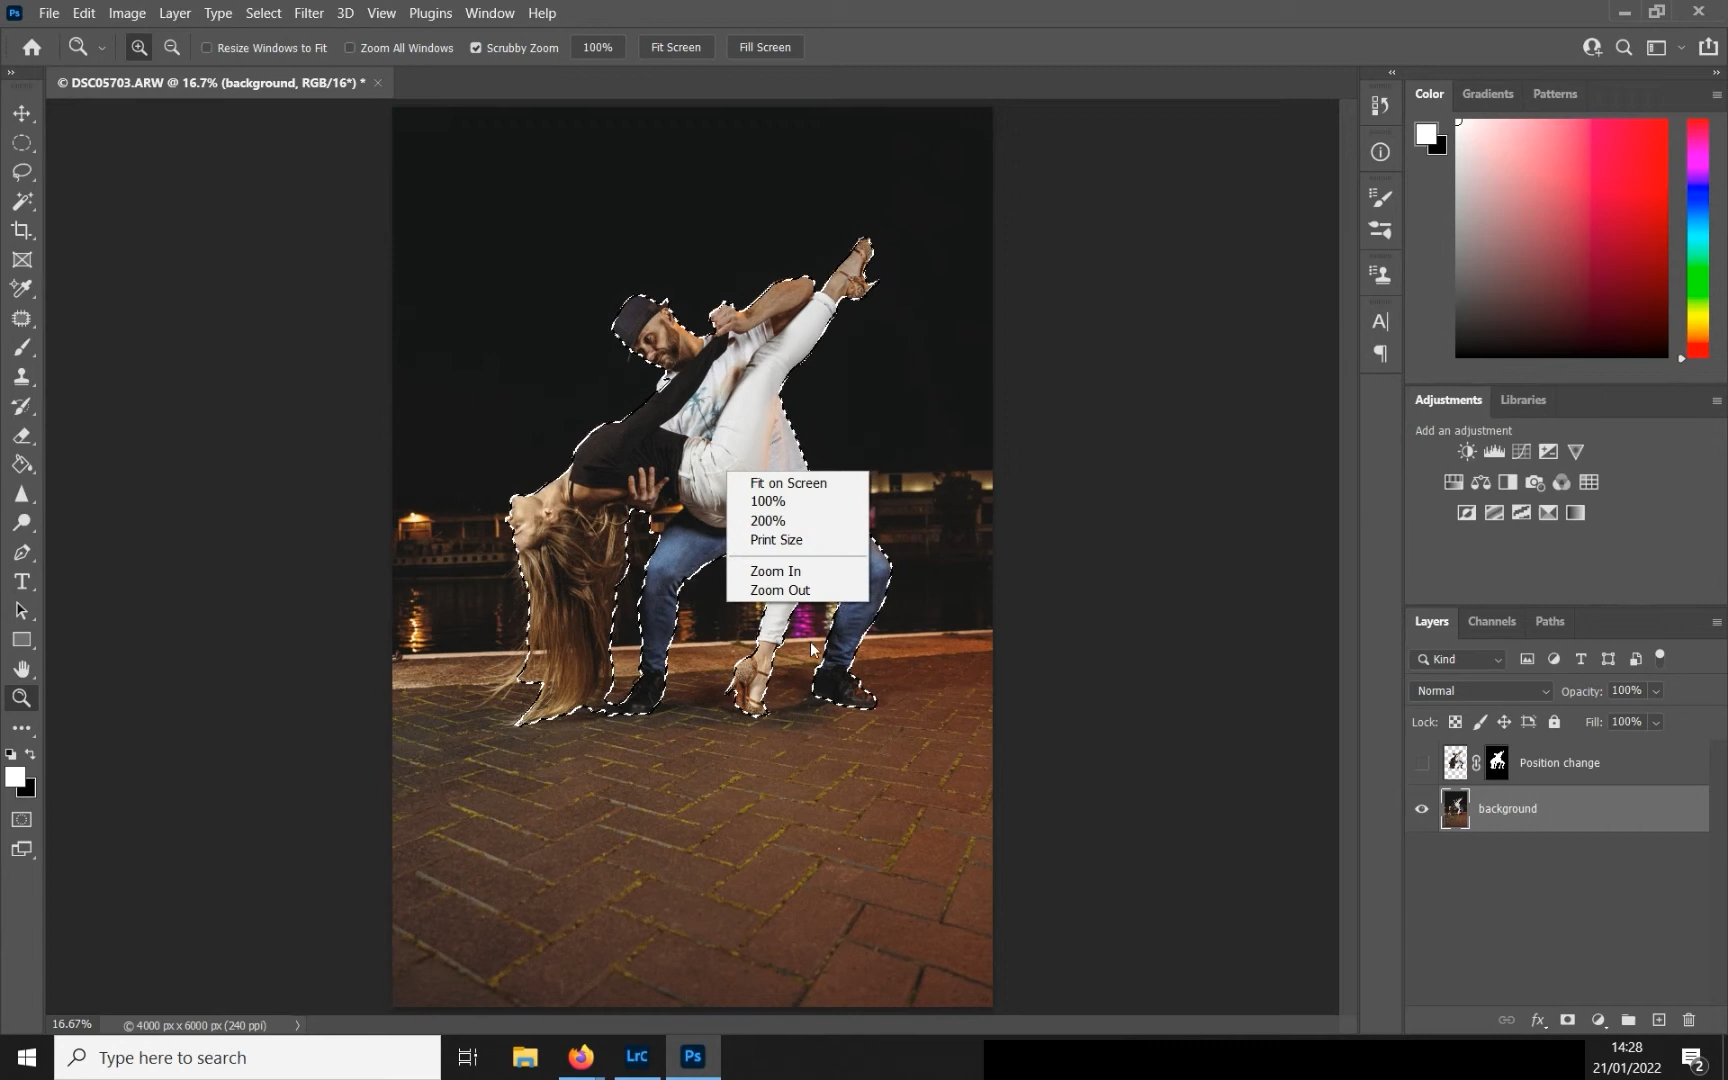 Ps File Edit Image Layer Type Select Filter 3D View Plugins Window Help
Resize Windows to Fit Zoom All Windows Scrubby Zoom 100% Fit Screen Fill Screen
© DSC05703.ARW @ 16.7% (background, RGB/16*) * ×
Color Gradients Patterns
Adjustments Libraries
Add an adjustment
Fit on Screen
100%
200%
Print Size
Zoom In
Zoom Out
Layers Channels Paths
Kind
Normal Opacity: 100%
Lock: Fill: 100%
Position change
background
16.67% © 4000 px x 6000 px (240 ppi)
Type here to search LrC Ps
14:28
21/01/2022
2